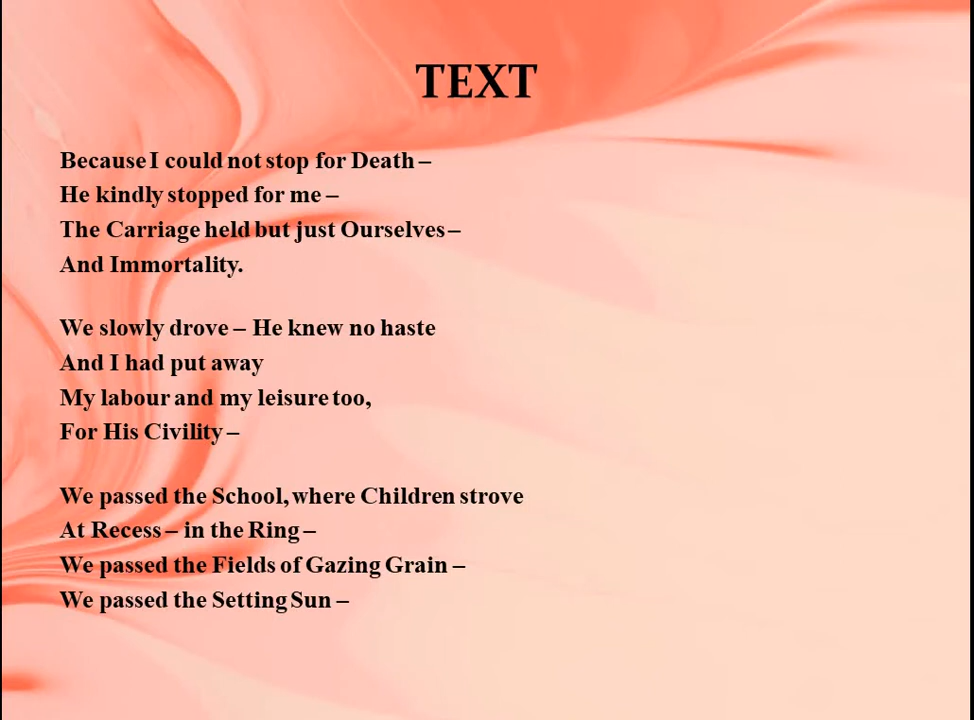 TEXT
Because I could not stop for Death –
He kindly stopped for me –
The Carriage held but just Ourselves –
And Immortality.
We slowly drove – He knew no haste
And I had put away
My labour and my leisure too,
For His Civility –
We passed the School, where Children strove
At Recess – in the Ring –
We passed the Fields of Gazing Grain –
We passed the Setting Sun –